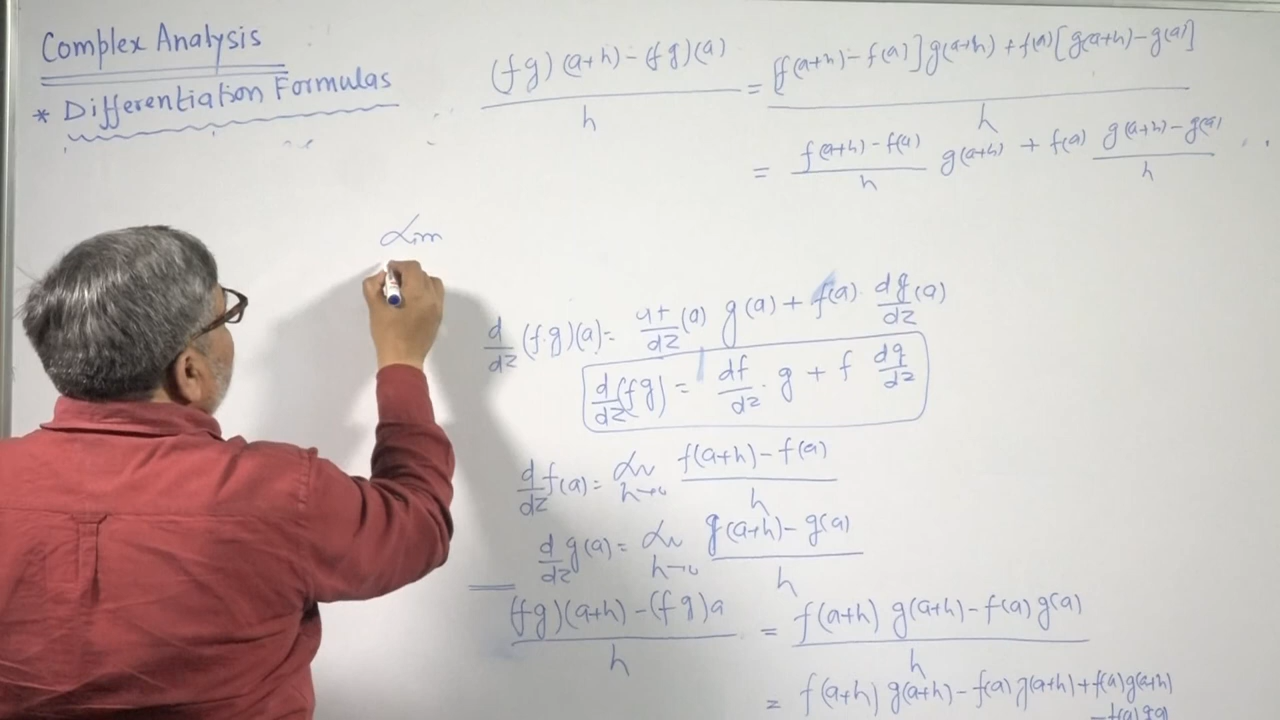 Complex Analysis
* Differentiation Formulas
(fg)(a+h) - (fg)(a) / h = [f(a+h) - f(a)]g(a+h) + f(a)[g(a+h) - g(a)] / h
= f(a+h) - f(a) / h g(a+h) + f(a) g(a+h) - g(a) / h
Lim
d/dz (f.g)(a) = df/dz (a) g(a) + f(a). dg/dz (a)
d/dz (fg) = df/dz . g + f dg/dz
d/dz f(a) = Lim h→0 f(a+h) - f(a) / h
d/dz g(a) = Lim h→0 g(a+h) - g(a) / h
(fg)(a+h) - (fg)a / h = f(a+h) g(a+h) - f(a) g(a) / h
= f(a+h) g(a+h) - f(a) g(a+h) + f(a)g(a+h)